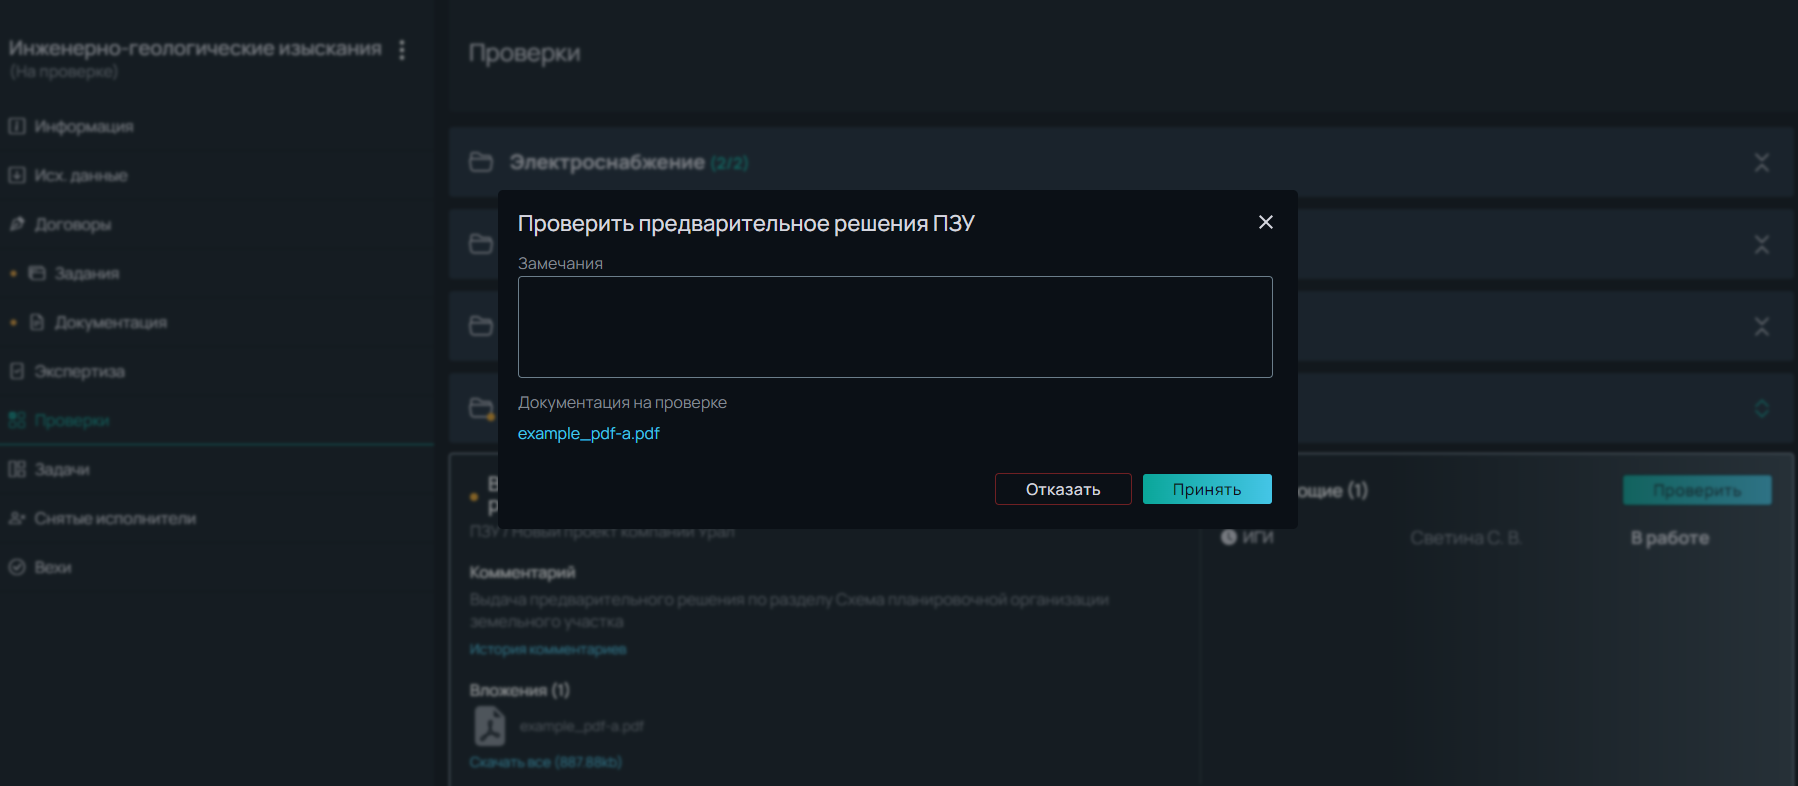 Инженерно-геологические изыскания
(На проверке)
Информация
Исх. данные
Договоры
Задания
Документация
Экспертиза
Проверки
Задачи
Снятые исполнители
Вехи
Проверки
Электроснабжение (2/2)
Проверить предварительное решения ПЗУ
Замечания
Документация на проверке
example_pdf-a.pdf
Отказать
Принять
ПЗУ / Новый проект компании Урал
Комментарий
Выдача предварительного решения по разделу Схема планировочной организации
земельного участка
История комментариев
Вложения (1)
example_pdf-a.pdf
Скачать все (887.88kb)
ющие (1)
Проверить
ИГИ
Светина С. В.
В работе